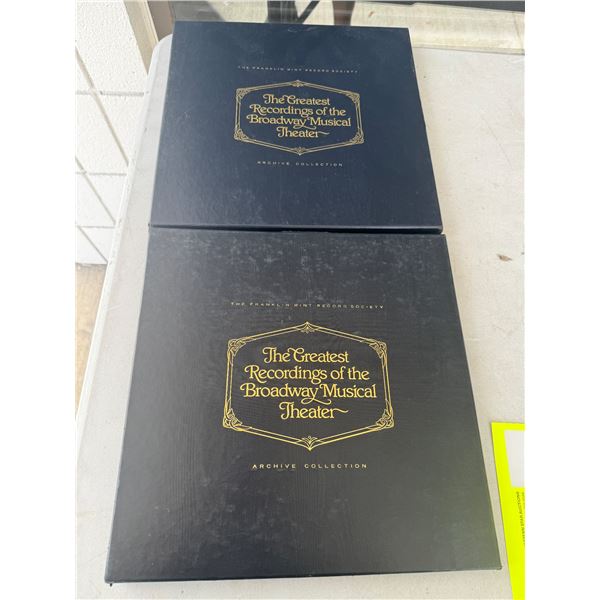 THE FRANKLIN MINT RECORD SOCIETY
The Greatest
Recordings of the
Broadway Musical
Theater
ARCHIVE COLLECTION
THE FRANKLIN MINT RECORD SOCIETY
The Greatest
Recordings of the
Broadway Musical
Theater
ARCHIVE COLLECTION